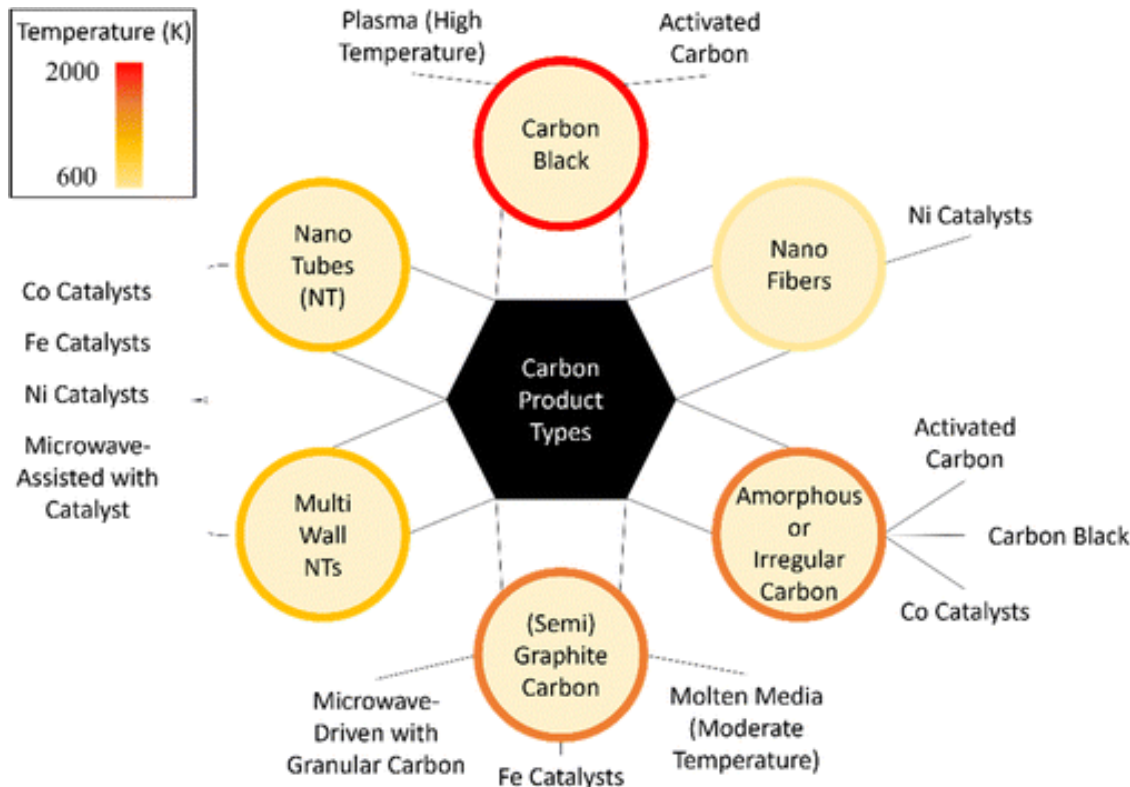 Temperature (K)
2000
600
Plasma (High
Temperature)
Activated
Carbon
Carbon
Black
Nano
Tubes
(NT)
Nano
Fibers
Ni Catalysts
Co Catalysts
Fe Catalysts
Ni Catalysts
Microwave-
Assisted with
Catalyst
Carbon
Product
Types
Multi
Wall
NTs
Amorphous
or
Irregular
Carbon
Activated
Carbon
Carbon Black
Co Catalysts
(Semi)
Graphite
Carbon
Microwave-
Driven with
Granular Carbon
Fe Catalysts
Molten Media
(Moderate
Temperature)